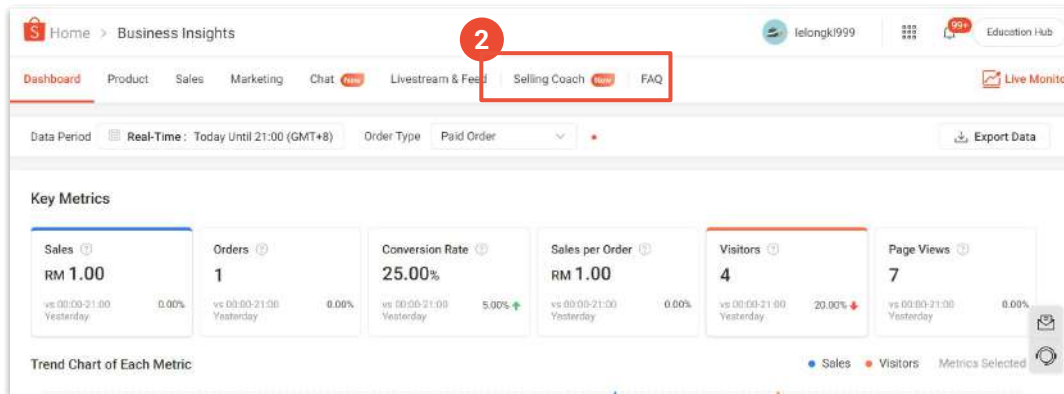 Home > Business Insights
2
lelongkl999
99+
Education Hub
Dashboard Product Sales Marketing Chat New Livestream & Feed Selling Coach New FAQ Live Monito
Data Period Real-Time : Today Until 21:00 (GMT+8) Order Type Paid Order Export Data
Key Metrics
Sales Orders Conversion Rate Sales per Order Visitors Page Views
RM 1.00 1 25.00% RM 1.00 4 7
vs 00:00-21:00 0.00% vs 00:00-21:00 0.00% vs 00:00-21:00 5.00% vs 00:00-21:00 0.00% vs 00:00-21:00 20.00% vs 00:00-21:00 0.00%
Yesterday Yesterday Yesterday Yesterday Yesterday Yesterday
Trend Chart of Each Metric Sales Visitors Metrics Selected